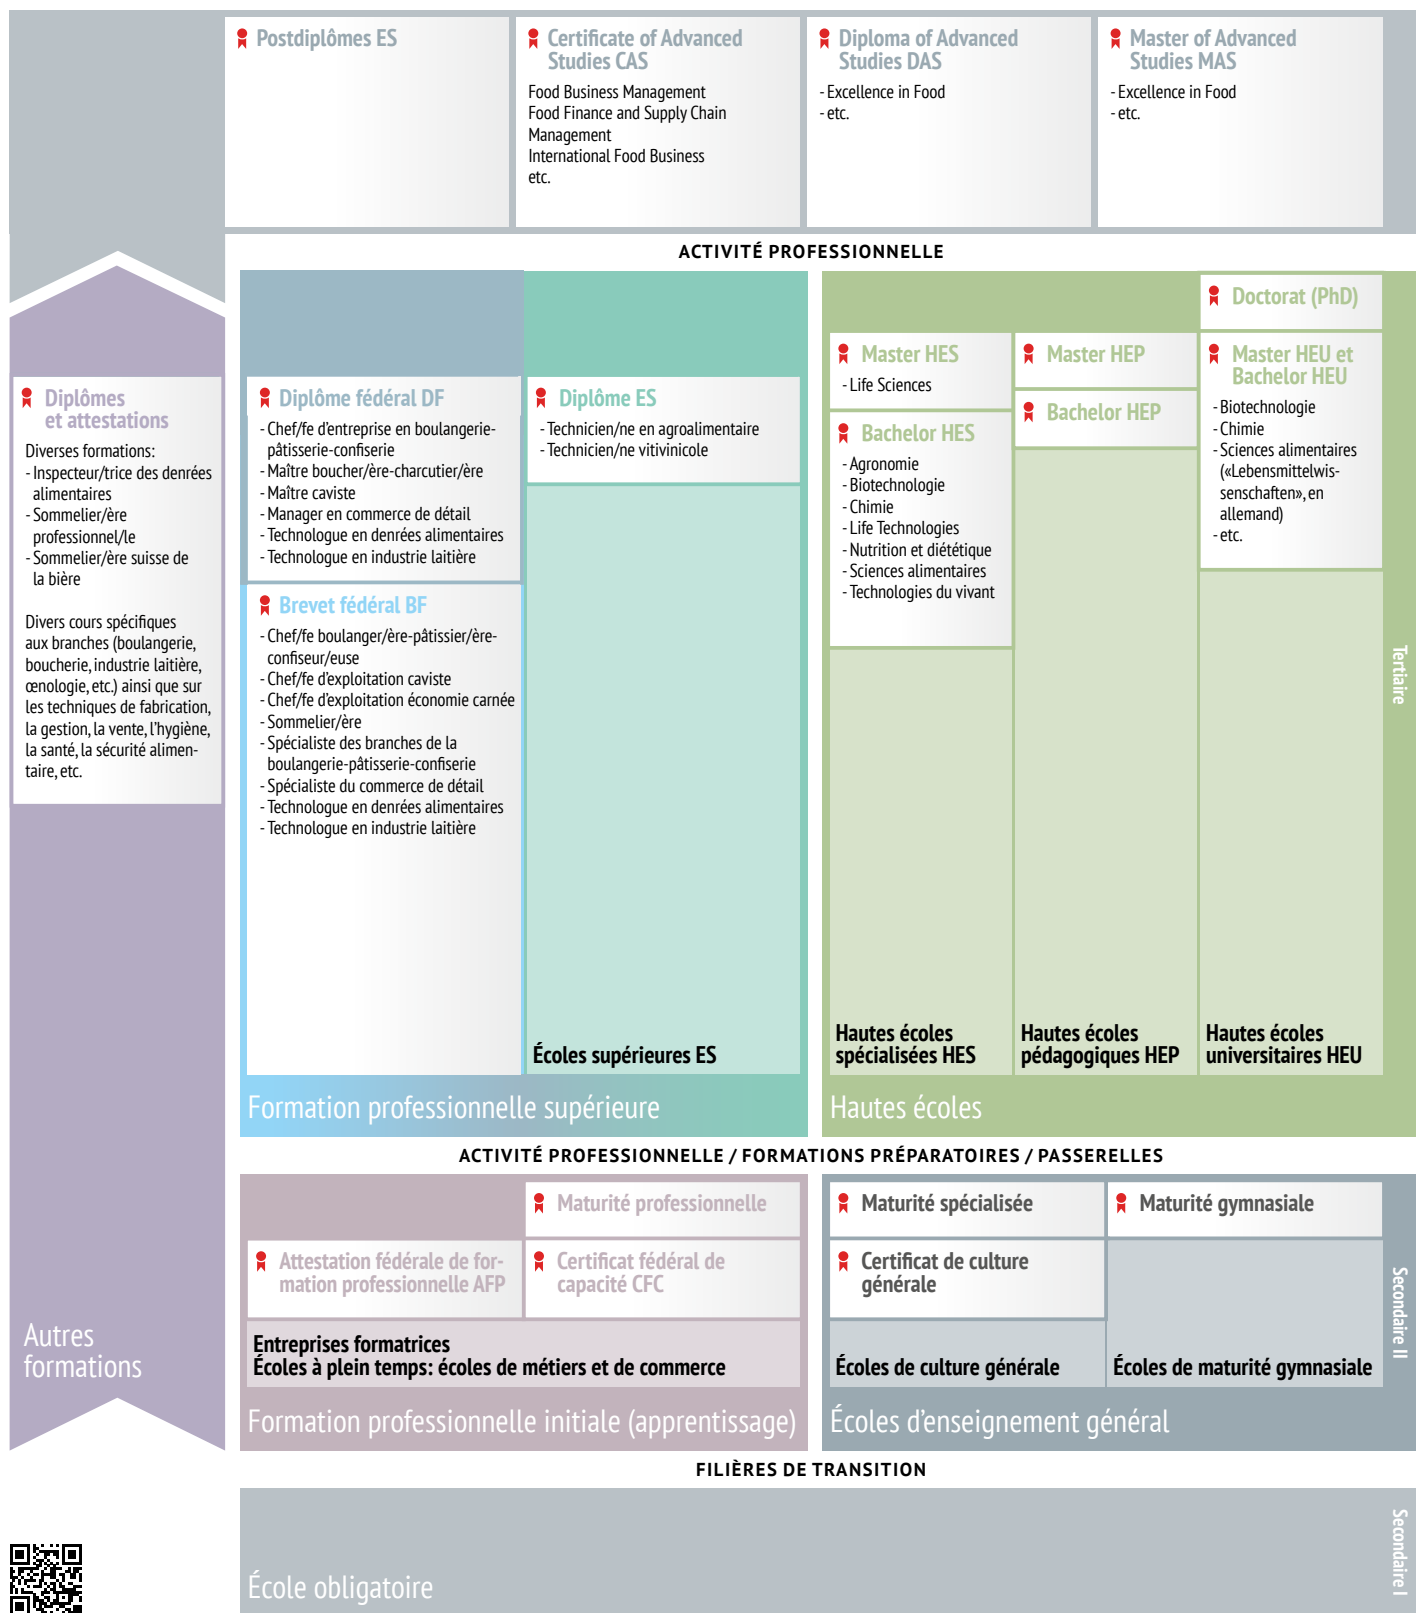 Postdiplômes ES
Certificate of Advanced
Studies CAS
Food Business Management
Food Finance and Supply Chain
Management
International Food Business
etc.
Diploma of Advanced
Studies DAS
- Excellence in Food
- etc.
Master of Advanced
Studies MAS
- Excellence in Food
- etc.
ACTIVITÉ PROFESSIONNELLE
Diplômes
et attestations
Diverses formations:
- Inspecteur/trice des denrées
alimentaires
- Sommelier/ère
professionnel/le
- Sommelier/ère suisse de
la bière
Divers cours spécifiques
aux branches (boulangerie,
boucherie, industrie laitière,
œnologie, etc.) ainsi que sur
les techniques de fabrication,
la gestion, la vente, l'hygiène,
la santé, la sécurité alimen-
taire, etc.
Autres
formations
Diplôme fédéral DF
- Chef/fe d'entreprise en boulangerie-
pâtisserie-confiserie
- Maître boucher/ère-charcutier/ère
- Maître caviste
- Manager en commerce de détail
- Technologue en denrées alimentaires
- Technologue en industrie laitière
Brevet fédéral BF
- Chef/fe boulanger/ère-pâtissier/ère-
confiseur/euse
- Chef/fe d'exploitation caviste
- Chef/fe d'exploitation économie carnée
- Sommelier/ère
- Spécialiste des branches de la
boulangerie-pâtisserie-confiserie
- Spécialiste du commerce de détail
- Technologue en denrées alimentaires
- Technologue en industrie laitière
Diplôme ES
- Technicien/ne en agroalimentaire
- Technicien/ne vitivinicole
Écoles supérieures ES
Formation professionnelle supérieure
Master HES
- Life Sciences
Bachelor HES
- Agronomie
- Biotechnologie
- Chimie
- Life Technologies
- Nutrition et diététique
- Sciences alimentaires
- Technologies du vivant
Hautes écoles
spécialisées HES
Master HEP
Bachelor HEP
Hautes écoles
pédagogiques HEP
Doctorat (PhD)
Master HEU et
Bachelor HEU
- Biotechnologie
- Chimie
- Sciences alimentaires
(«Lebensmittelwis-
senschaften», en
allemand)
- etc.
Hautes écoles
universitaires HEU
Hautes écoles
Tertiaire
ACTIVITÉ PROFESSIONNELLE / FORMATIONS PRÉPARATOIRES / PASSERELLES
Maturité professionnelle
Attestation fédérale de for-
mation professionnelle AFP
Certificat fédéral de
capacité CFC
Entreprises formatrices
Écoles à plein temps: écoles de métiers et de commerce
Formation professionnelle initiale (apprentissage)
Maturité spécialisée
Certificat de culture
générale
Écoles de culture générale
Maturité gymnasiale
Écoles de maturité gymnasiale
Écoles d'enseignement général
Secondaire II
FILIÈRES DE TRANSITION
École obligatoire
Secondaire I